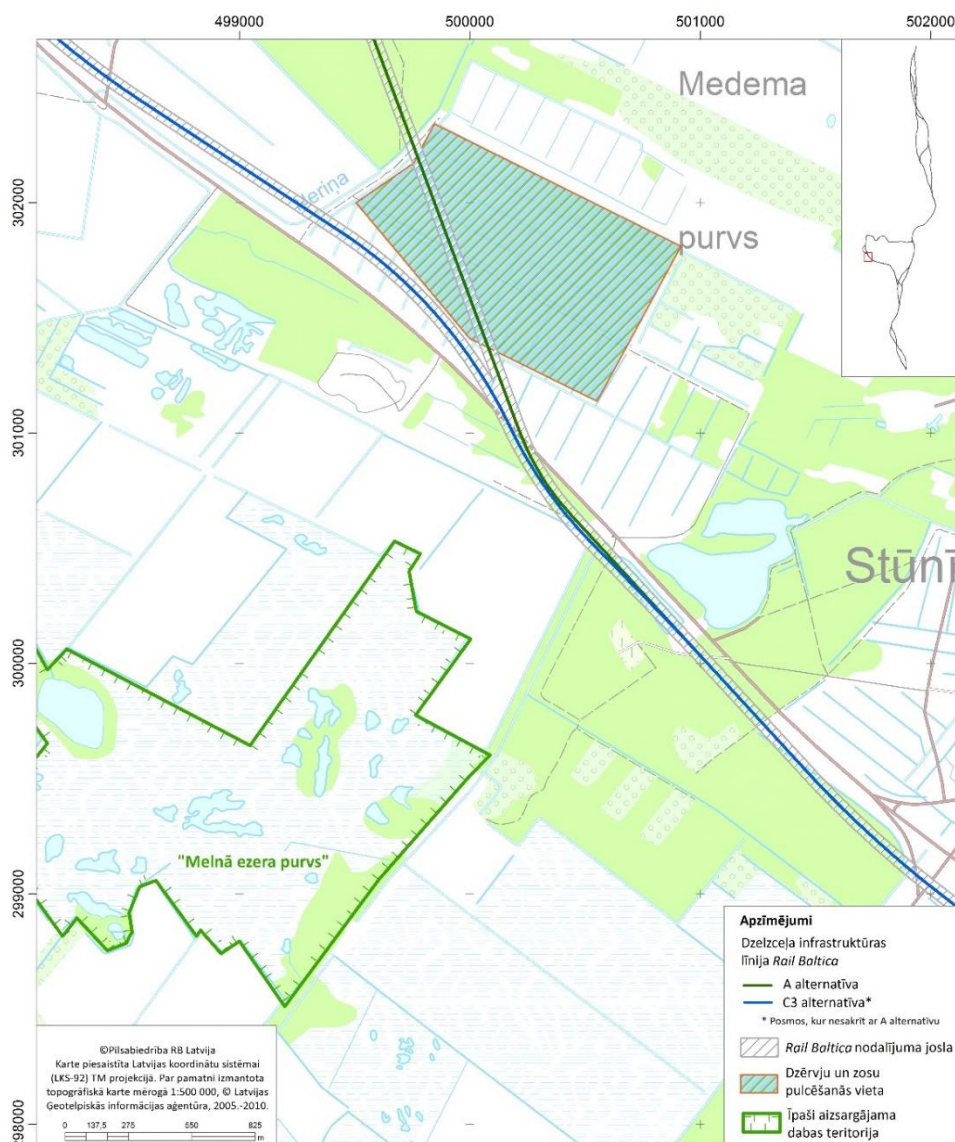 499000
500000
501000
502000
302000
301000
300000
299000
298000
Medema
purvs
Meriņa
Stūnī
"Melnā ezera purvs"
©Pilsabiedrība RB Latvija
Karte piesaistīta Latvijas koordinātu sistēmai
(LKS-92) TM projekcijā. Par pamatni izmantota
topogrāfiskā karte mērogā 1:500 000, © Latvijas
Ģeotelpiskās informācijas aģentūra, 2005.-2010.
0 137,5 275 550 825
m
Apzīmējumi
Dzelzceļa infrastruktūras
līnija Rail Baltica
A alternatīva
C3 alternatīva*
* Posmos, kur nesakrīt ar A alternatīvu
Rail Baltica nodalījuma josla
Dzērvju un zosu
pulcēšanās vieta
Īpaši aizsargājama
dabas teritorija